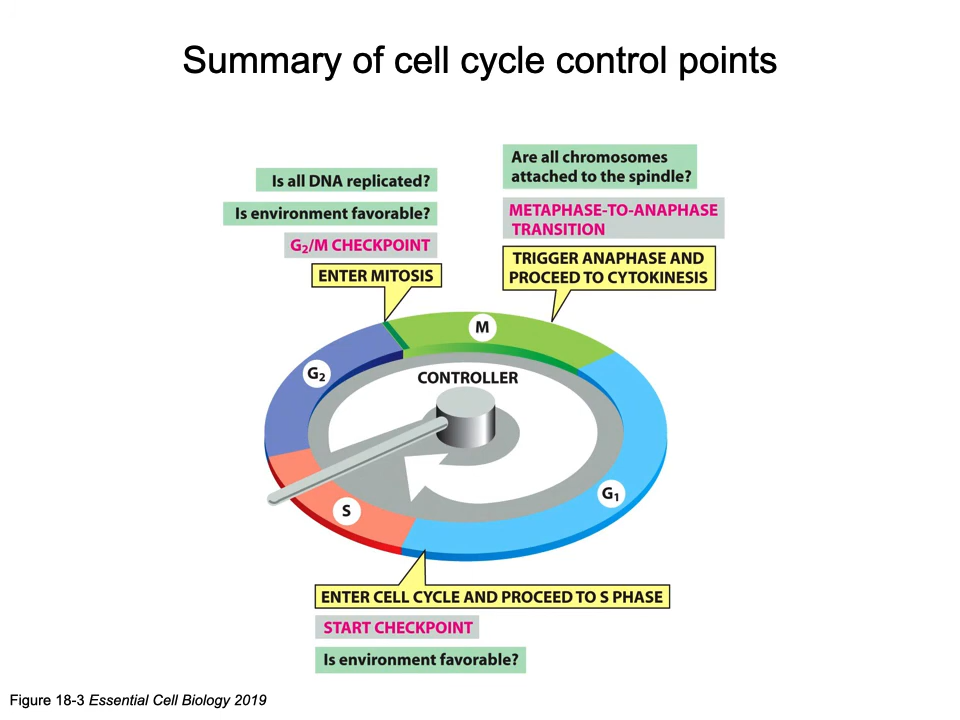 Summary of cell cycle control points
Is all DNA replicated?
Is environment favorable?
G₂/M CHECKPOINT
ENTER MITOSIS
Are all chromosomes
attached to the spindle?
METAPHASE-TO-ANAPHASE
TRANSITION
TRIGGER ANAPHASE AND
PROCEED TO CYTOKINESIS
M
G₂
CONTROLLER
G₁
S
ENTER CELL CYCLE AND PROCEED TO S PHASE
START CHECKPOINT
Is environment favorable?
Figure 18-3 Essential Cell Biology 2019